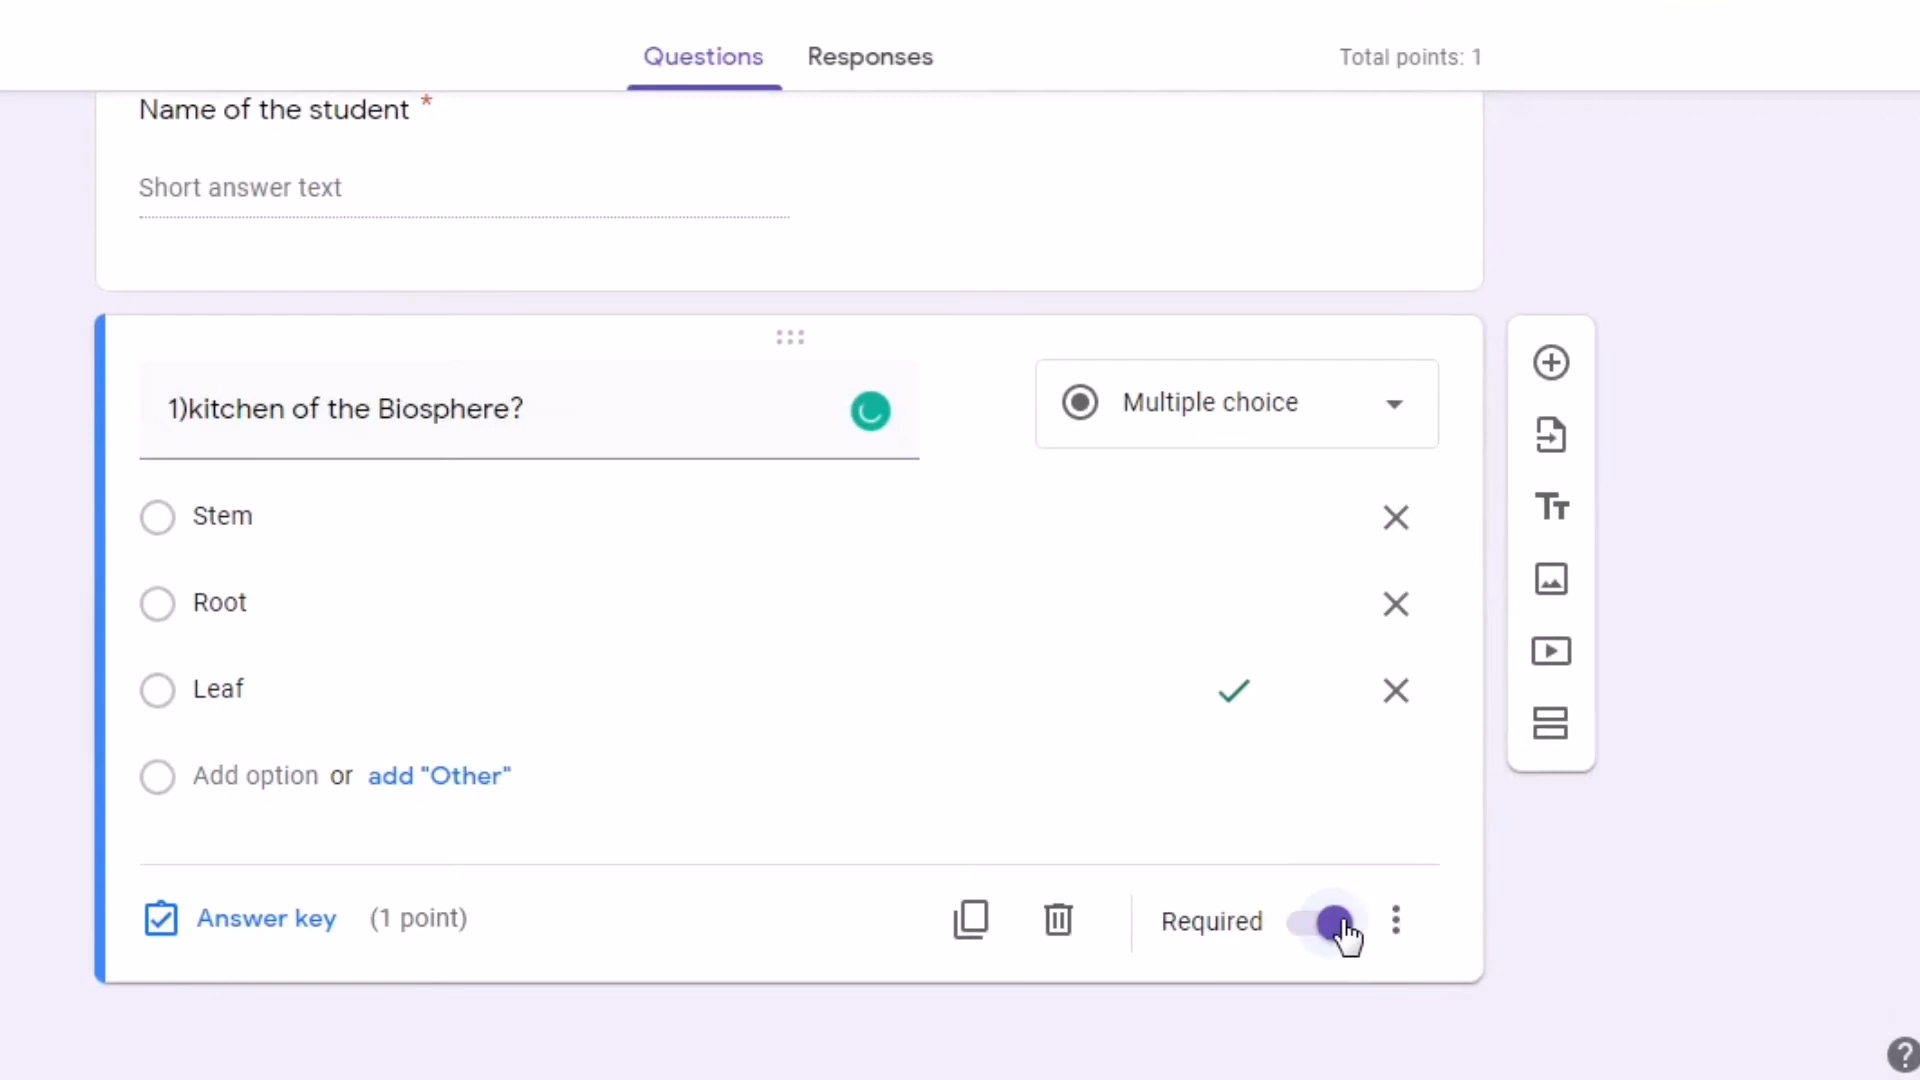 Questions Responses Total points: 1
Name of the student *
Short answer text
1)kitchen of the Biosphere?
Multiple choice
Stem
Root
Leaf
Add option or add "Other"
Answer key (1 point) Required